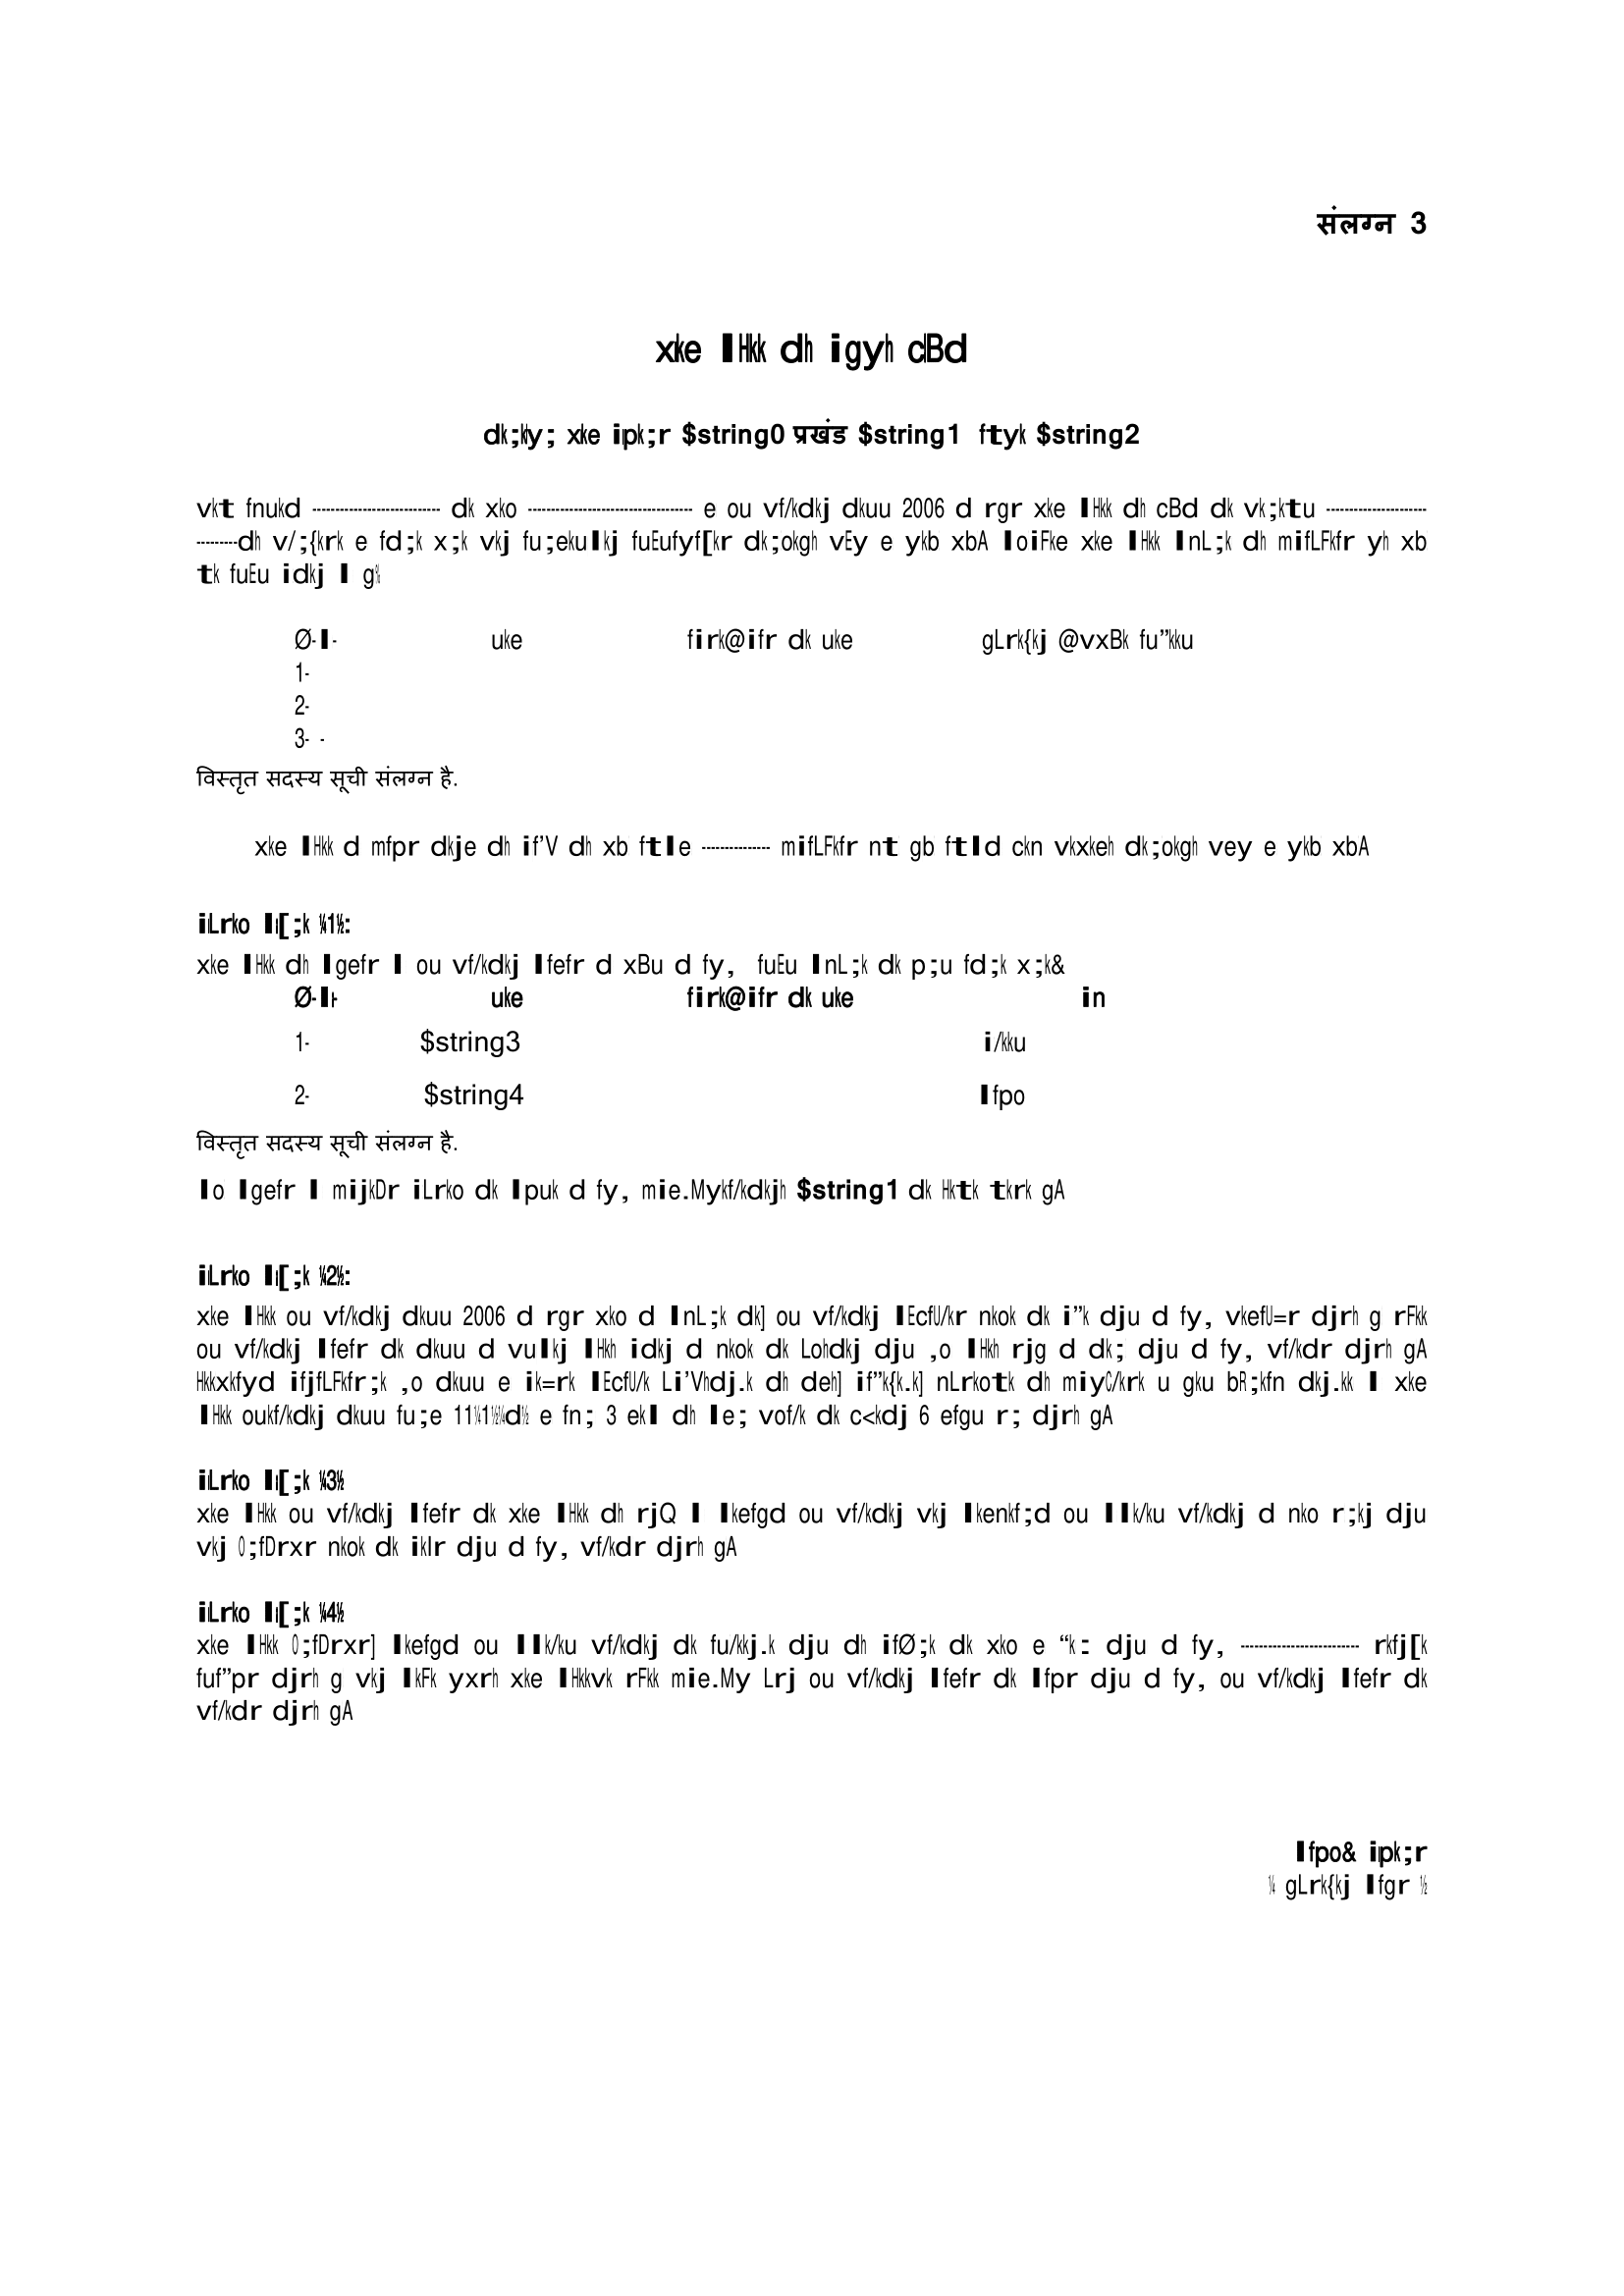 संलग्न 3
xke lHkk dh igyh cBd
dk;kly; xke ipk;r $string0 प्रखंड $string1 ftyk $string2
vkt fnukd ---------------------------- dk xko ------------------------------------ e ou vf/kdkj dkuu 2006 d rgr xke lHkk dh cBd dk vk;ktu ----------------------
---------dh v/;{krk e fd;k x;k vkj fu;ekulkj fuEufyf[kr dk;okgh vEy e ykb xbA loiFke xke lHkk lnL;k dh mifLFkfr yh xb
tk fuEu idkj l g%
Ø-l- uke firk@ifr dk uke gLrk{kj @vxBk fu”kku
1-
2-
3- -
विस्तृत सदस्य सूची संलग्न है.
xke lHkk d mfpr dkje dh if’V dh xb ftle --------------- mifLFkfr nt gb ftld ckn vkxkeh dk;okgh vey e ykb xbA
iLrko l[;k ¼1½:
xke lHkk dh lgefr l ou vf/kdkj lfefr d xBu d fy, fuEu lnL;k dk p;u fd;k x;k&
Ø-l- uke firk@ifr dk uke in
1- $string3 i/kku
2- $string4 lfpo
विस्तृत सदस्य सूची संलग्न है.
lo lgefr l mijkDr iLrko dk lpuk d fy, mie.Mykf/kdkjh $string1 dk Hktk tkrk gA
iLrko l[;k ¼2½:
xke lHkk ou vf/kdkj dkuu 2006 d rgr xko d lnL;k dk] ou vf/kdkj lEcfU/kr nkok dk i”k dju d fy, vkefU=r djrh g rFkk
ou vf/kdkj lfefr dk dkuu d vulkj lHkh idkj d nkok dk Lohdkj dju ,o lHkh rjg d dk; dju d fy, vf/kdr djrh gA
Hkkxkfyd ifjfLFkfr;k ,o dkuu e ik=rk lEcfU/k Li’Vhdj.k dh deh] if”k{k.k] nLrkotk dh miyC/krk u gku bR;kfn dkj.kk l xke
lHkk oukf/kdkj dkuu fu;e 11¼1½¼d½ e fn; 3 ekl dh le; vof/k dk c<kdj 6 efgu r; djrh gA
iLrko l[;k ¼3½
xke lHkk ou vf/kdkj lfefr dk xke lHkk dh rjQ l lkefgd ou vf/kdkj vkj lkenkf;d ou llk/ku vf/kdkj d nko r;kj dju
vkj O;fDrxr nkok dk iklr dju d fy, vf/kdr djrh gA
iLrko l[;k ¼4½
xke lHkk O;fDrxr] lkefgd ou llk/ku vf/kdkj dk fu/kkj.k dju dh ifØ;k dk xko e “k: dju d fy, -------------------------- rkfj[k
fuf”pr djrh g vkj lkFk yxrh xke lHkkvk rFkk mie.My Lrj ou vf/kdkj lfefr dk lfpr dju d fy, ou vf/kdkj lfefr dk
vf/kdr djrh gA
lfpo& ipk;r
¼ gLrk{kj lfgr ½